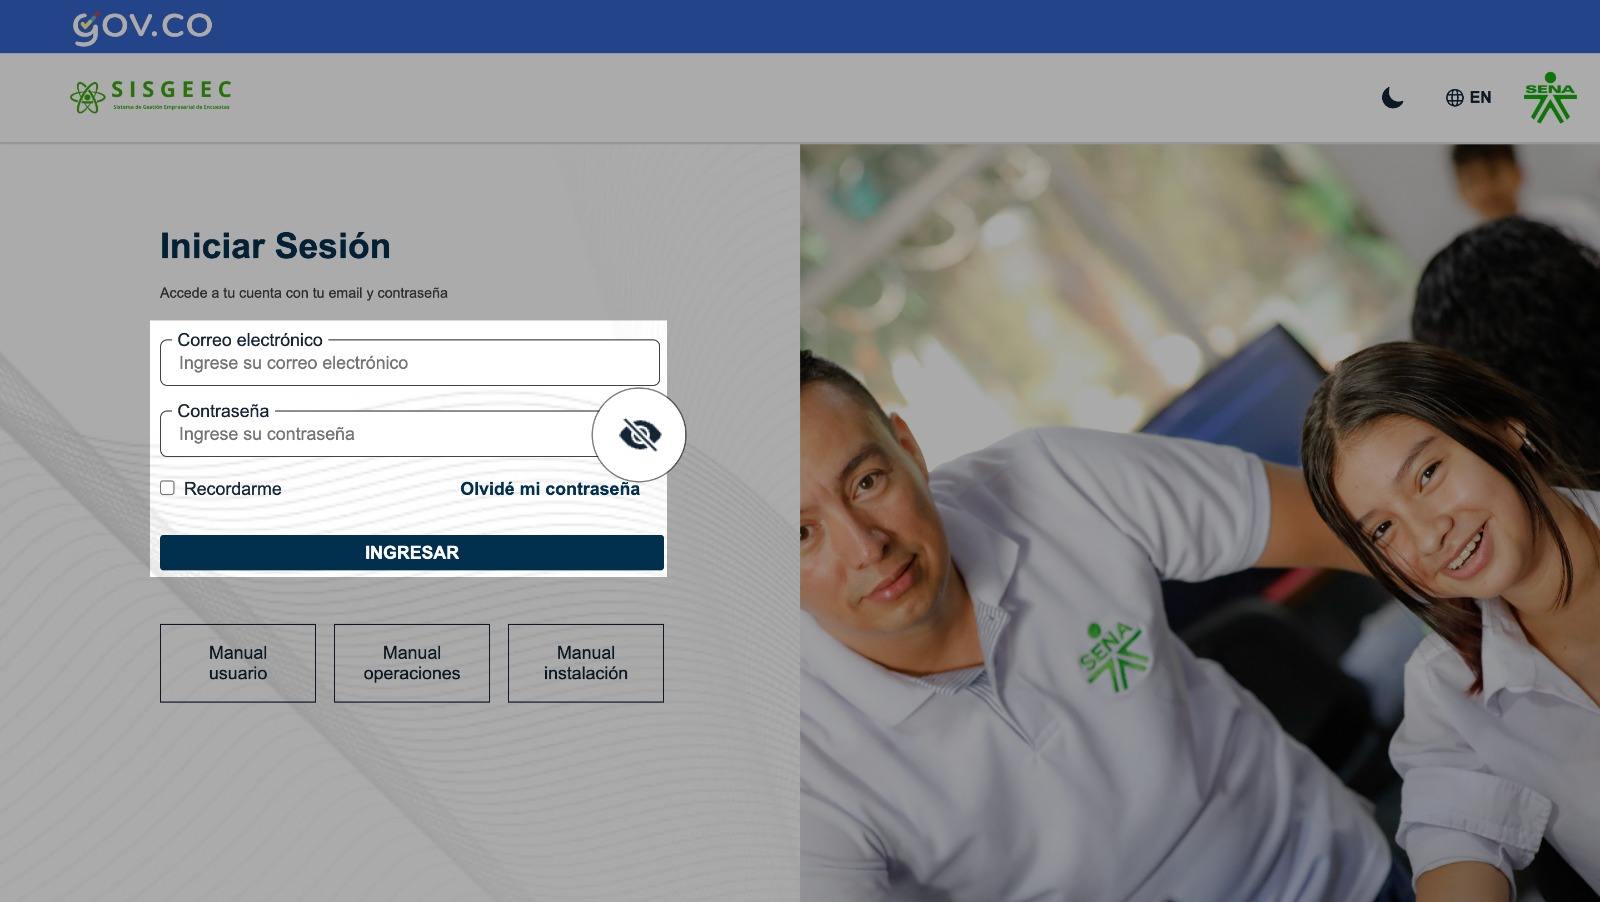 GOV.CO
SISGEEC
Sistema de Gestión Empresarial de Encuestas
EN
SENA
Iniciar Sesión
Accede a tu cuenta con tu email y contraseña
Correo electrónico
Ingrese su correo electrónico
Contraseña
Ingrese su contraseña
Recordarme
Olvidé mi contraseña
INGRESAR
Manual
usuario
Manual
operaciones
Manual
instalación
SENA